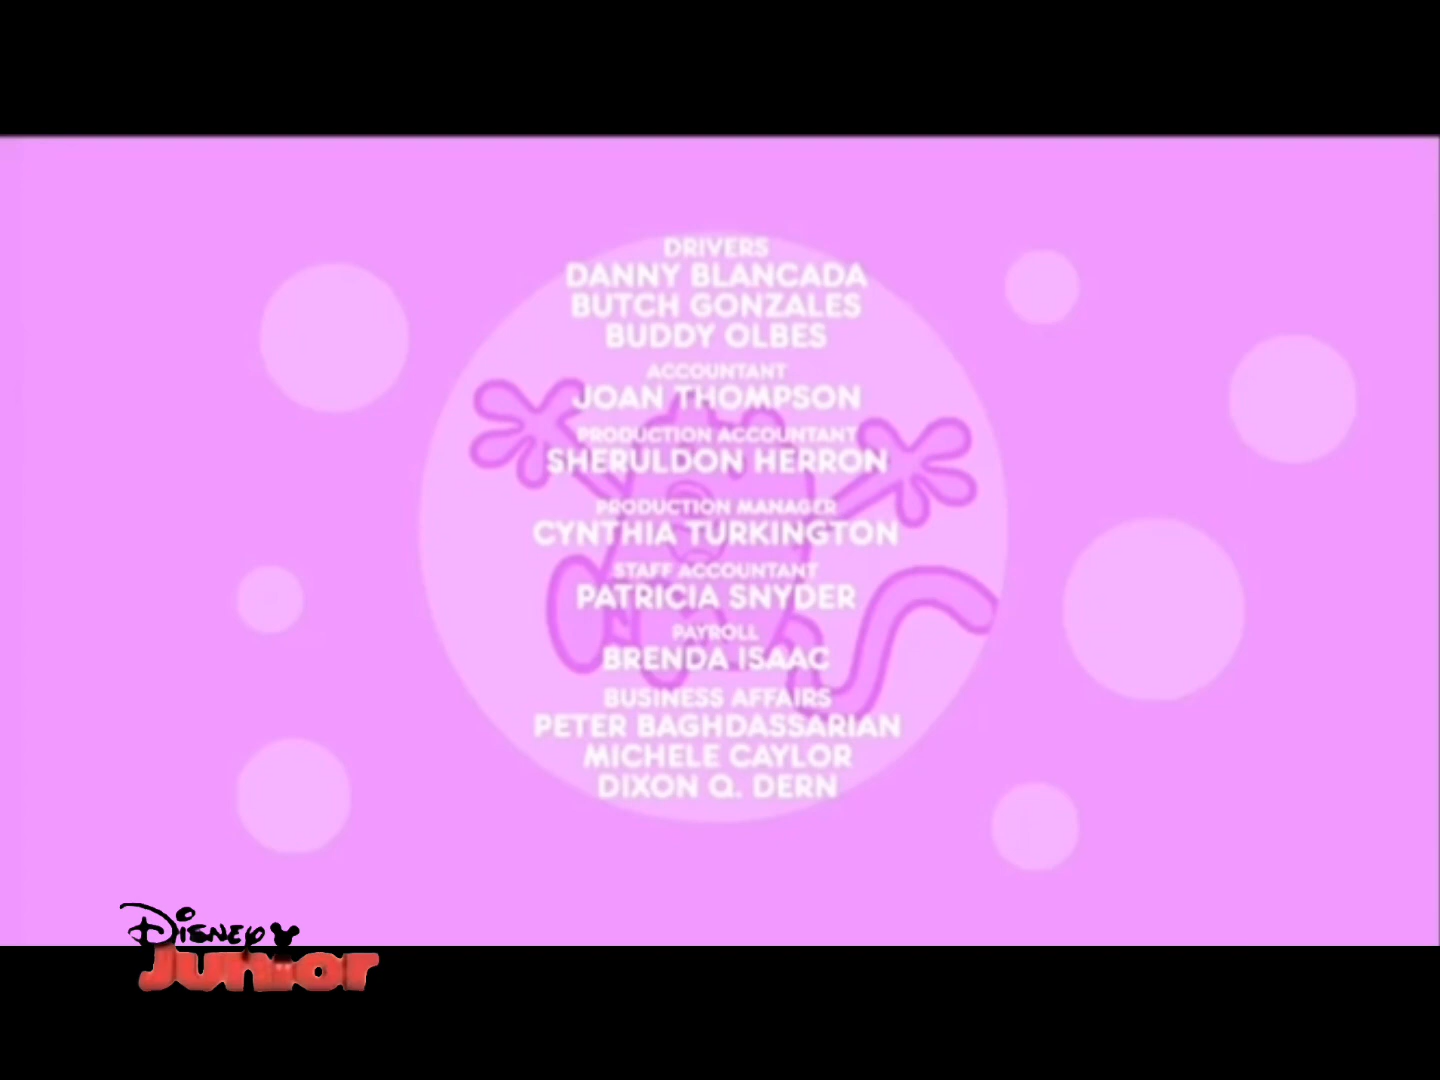 DRIVERS
DANNY BLANCADA
BUTCH GONZALES
BUDDY OLBES
ACCOUNTANT
JOAN THOMPSON
PRODUCTION ACCOUNTANT
SHERULDON HERRON
PRODUCTION MANAGER
CYNTHIA TURKINGTON
STAFF ACCOUNTANT
PATRICIA SNYDER
PAYROLL
BRENDA ISAAC
BUSINESS AFFAIRS
PETER BAGHDASSARIAN
MICHELE CAYLOR
DIXON Q. DERN
DISNEY
JUNIOR